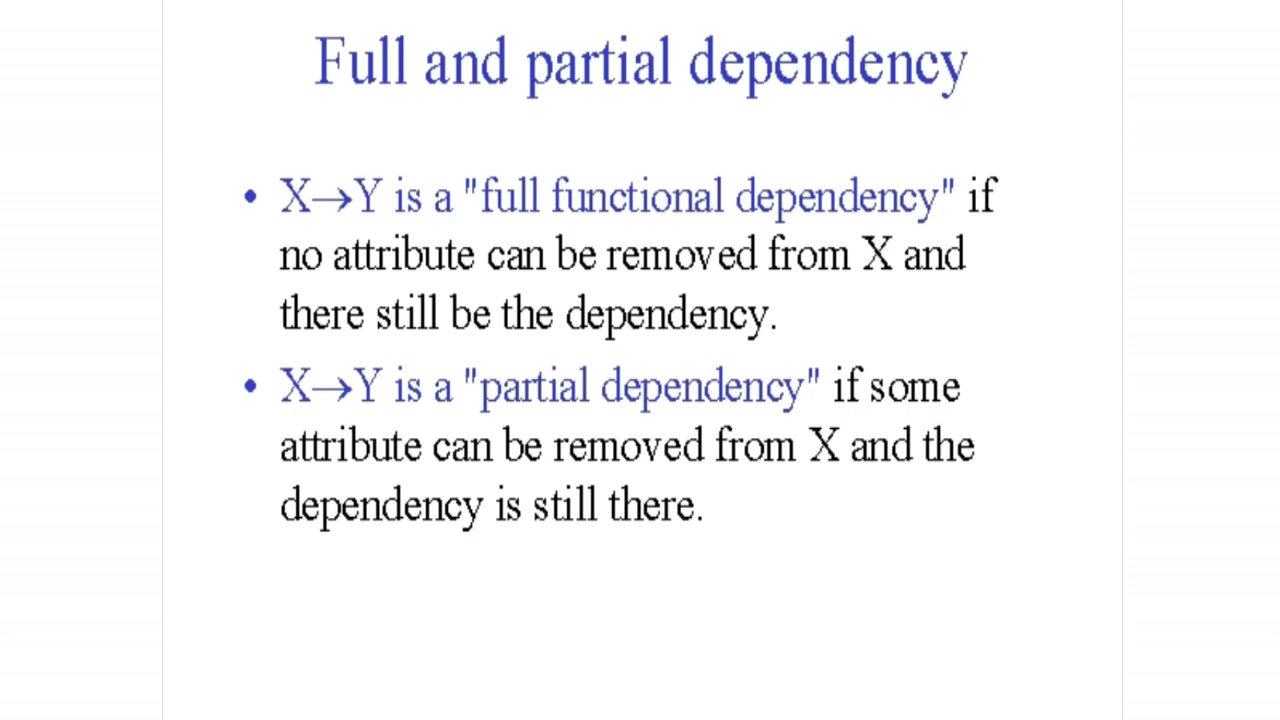 Full and partial dependency
• X→Y is a "full functional dependency" if
no attribute can be removed from X and
there still be the dependency.
• X→Y is a "partial dependency" if some
attribute can be removed from X and the
dependency is still there.